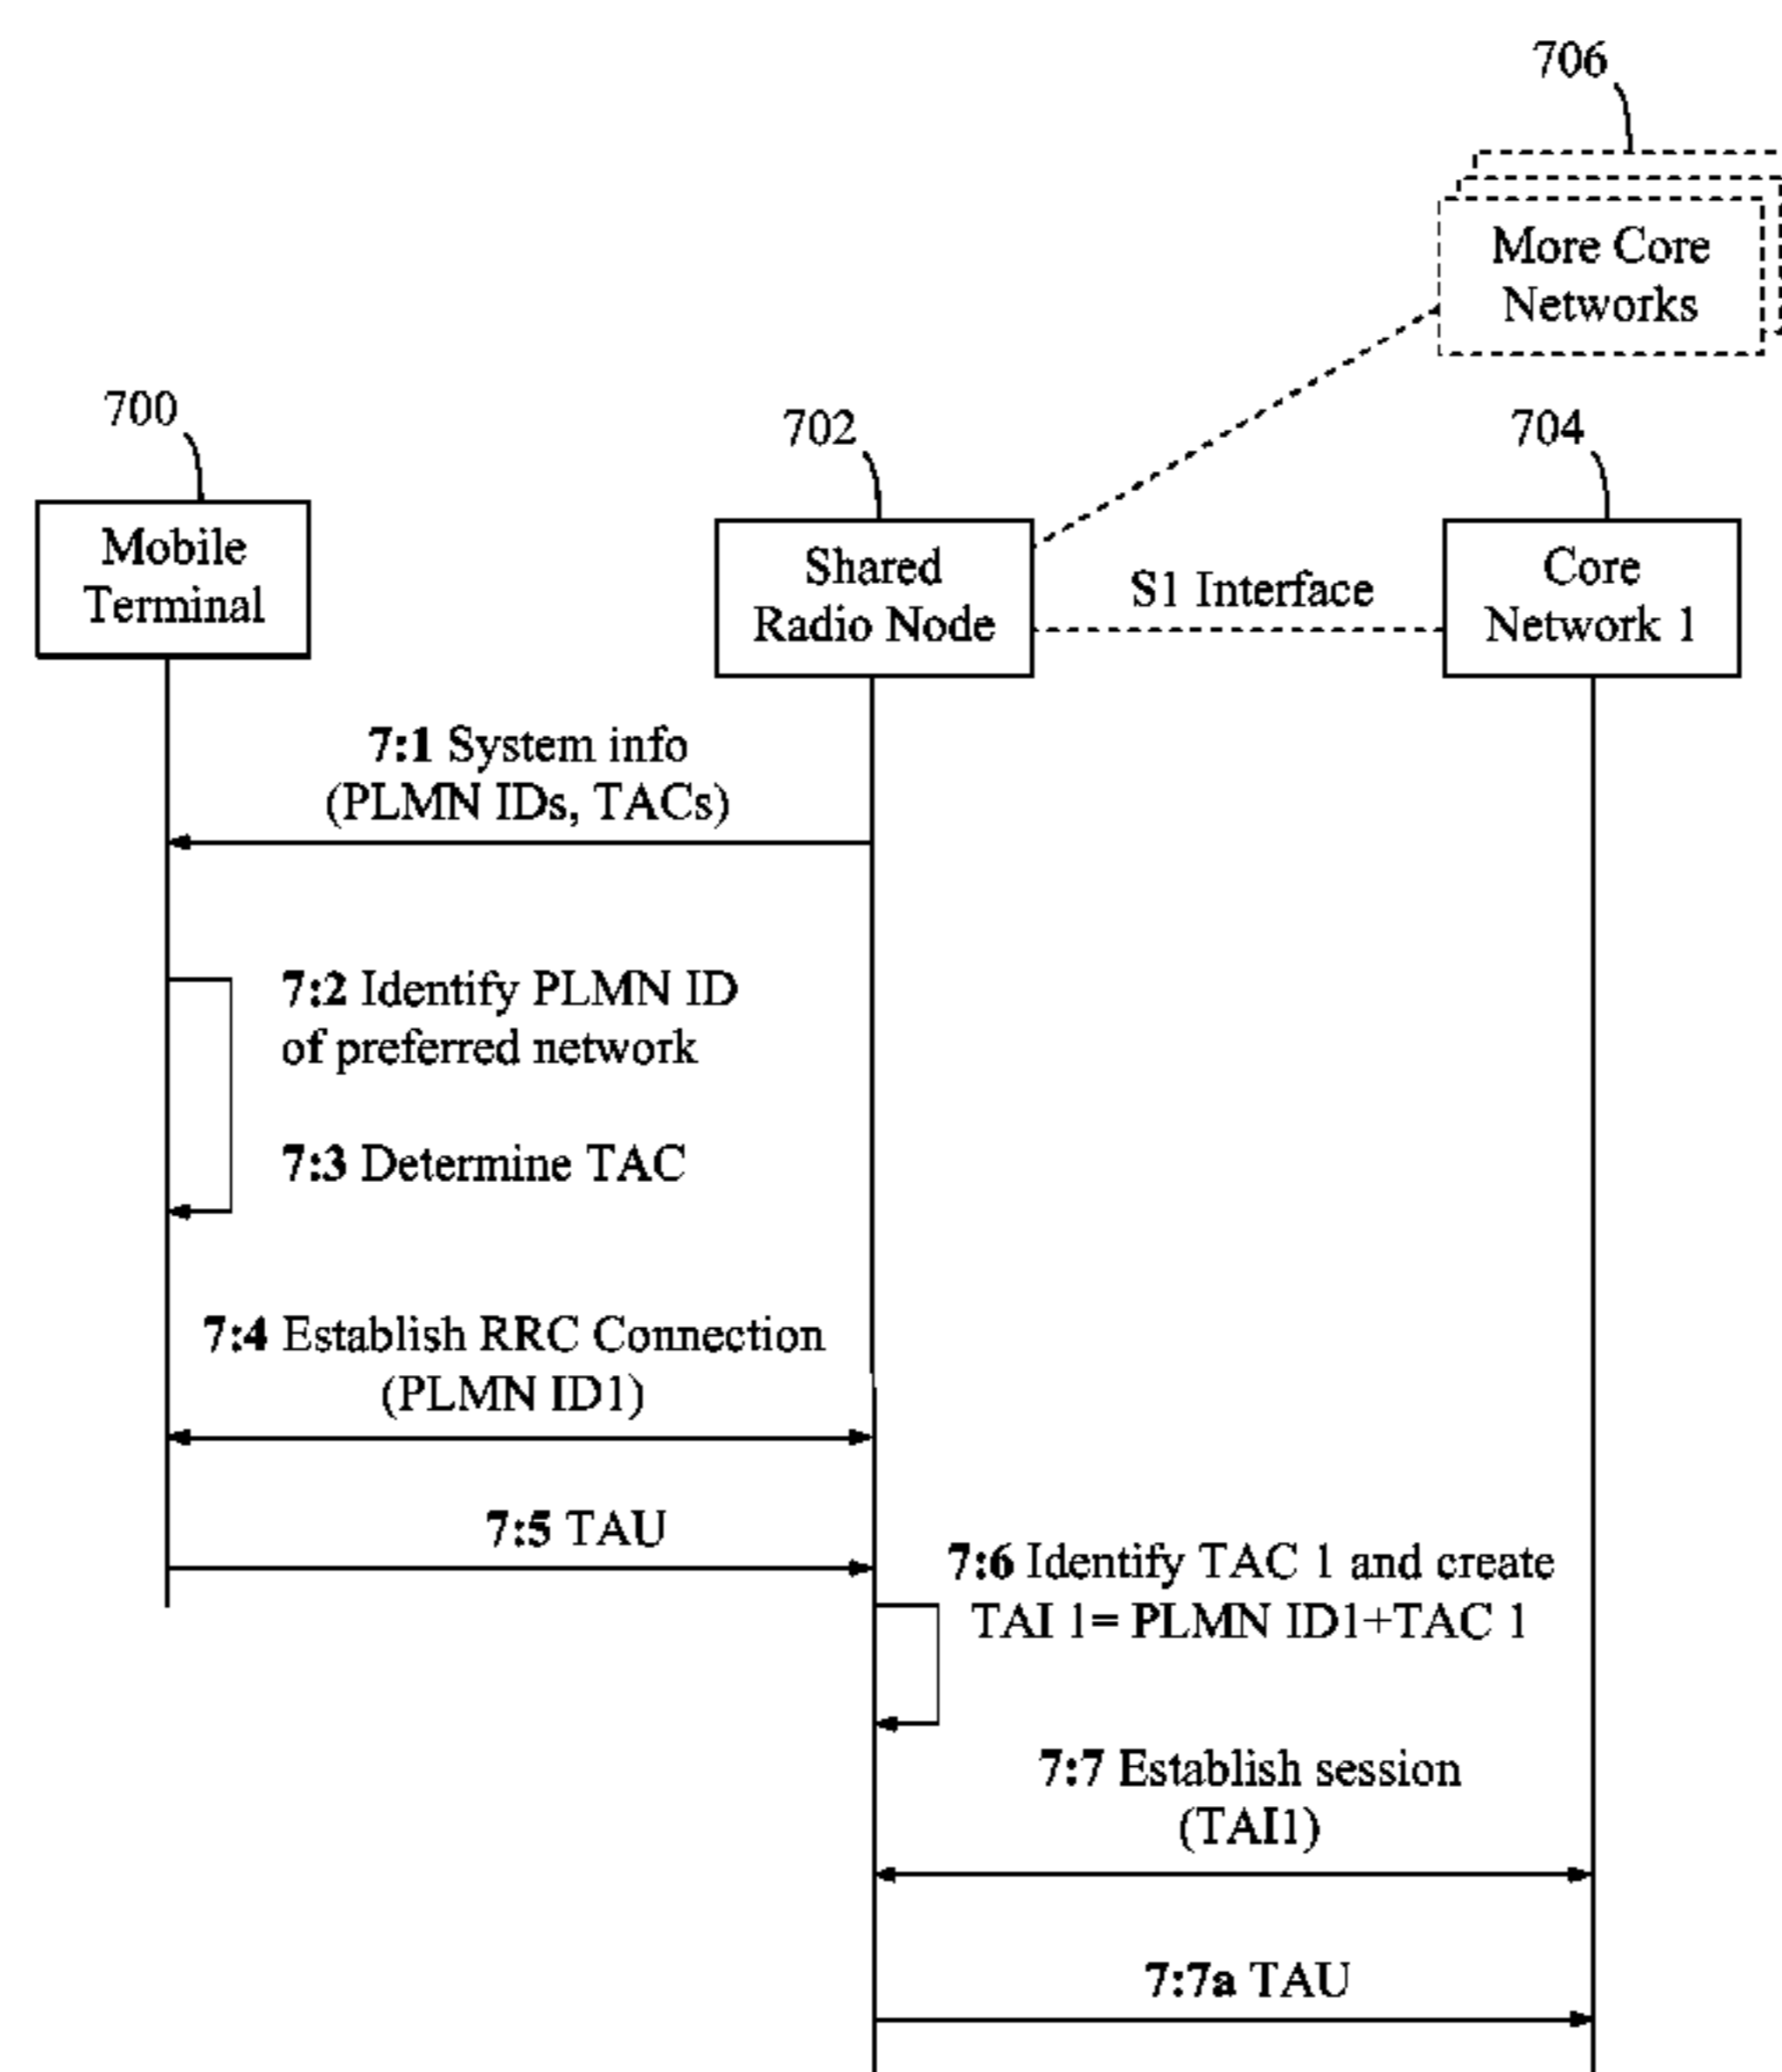 706
More Core
Networks
700
702
704
Mobile
Terminal
Shared
Radio Node
S1 Interface
Core
Network 1
7:1 System info
(PLMN IDs, TACs)
7:2 Identify PLMN ID
of preferred network
7:3 Determine TAC
7:4 Establish RRC Connection
(PLMN ID1)
7:5 TAU
7:6 Identify TAC 1 and create
TAI 1= PLMN ID1+TAC 1
7:7 Establish session
(TAI1)
7:7a TAU